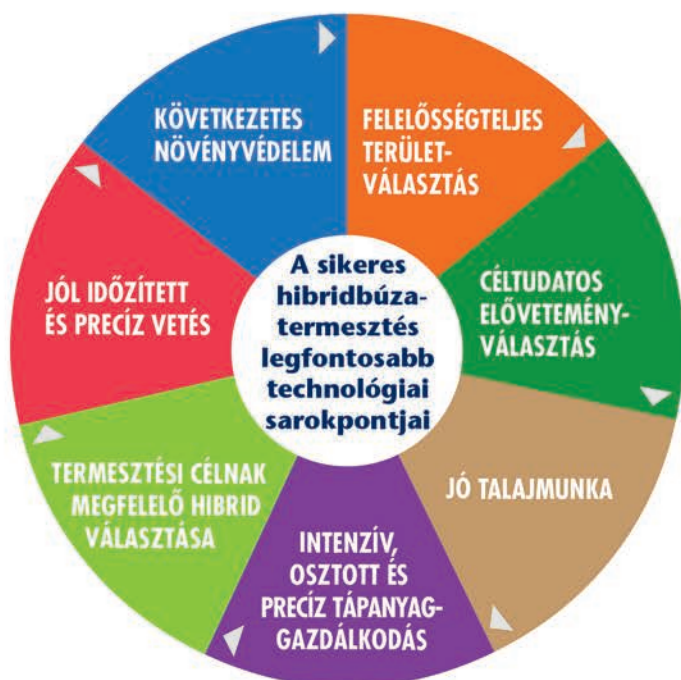 A sikeres
hibridbúza-
termesztés
legfontosabb
technológiai
sarokpontjai
FELELŐSSÉGTELJES
TERÜLET-
VÁLASZTÁS
CÉLTUDATOS
ELŐVETEMÉNY-
VÁLASZTÁS
JÓ TALAJMUNKA
INTENZÍV,
OSZTOTT ÉS
PRECÍZ TÁPANYAG-
GAZDÁLKODÁS
TERMESZTÉSI CÉLNAK
MEGFELELŐ HIBRID
VÁLASZTÁSA
JÓL IDŐZÍTETT
ÉS PRECÍZ VETÉS
KÖVETKEZETES
NÖVÉNYVÉDELEM